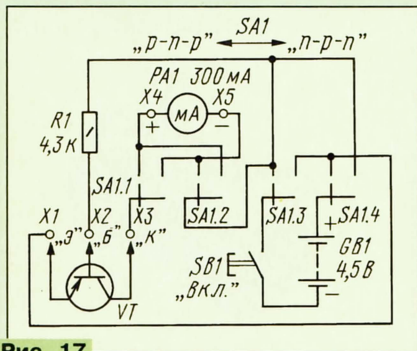 SA1
„p-n-p" „n-p-n"
PA1 300 мА
X4 X5
мА
+ −
R1
4,3 к
SA1.1
X1 X2 X3 SA1.2 SA1.3 + SA1.4
„Э" „Б" „К"
SB1
„Вкл."
GB1
4,5 В
−
VT
Рис. 17